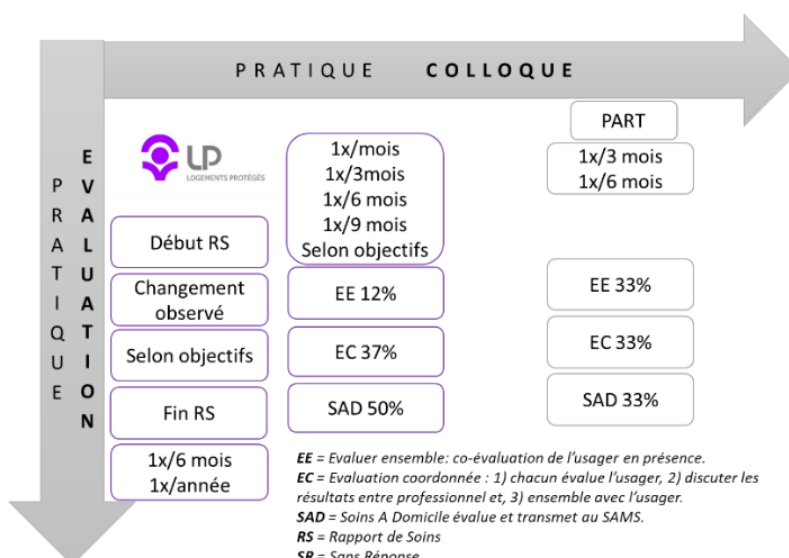 PRATIQUE COLLOQUE
PRATIQUE
EVALUATION
LP
LOGEMENTS PROTÉGÉS
Début RS
Changement
observé
Selon objectifs
Fin RS
1x/6 mois
1x/année
1x/mois
1x/3mois
1x/6 mois
1x/9 mois
Selon objectifs
EE 12%
EC 37%
SAD 50%
PART
1x/3 mois
1x/6 mois
EE 33%
EC 33%
SAD 33%
EE = Evaluer ensemble: co-évaluation de l'usager en présence.
EC = Evaluation coordonnée : 1) chacun évalue l'usager, 2) discuter les
résultats entre professionnel et, 3) ensemble avec l'usager.
SAD = Soins A Domicile évalue et transmet au SAMS.
RS = Rapport de Soins
SR = Sans Réponse